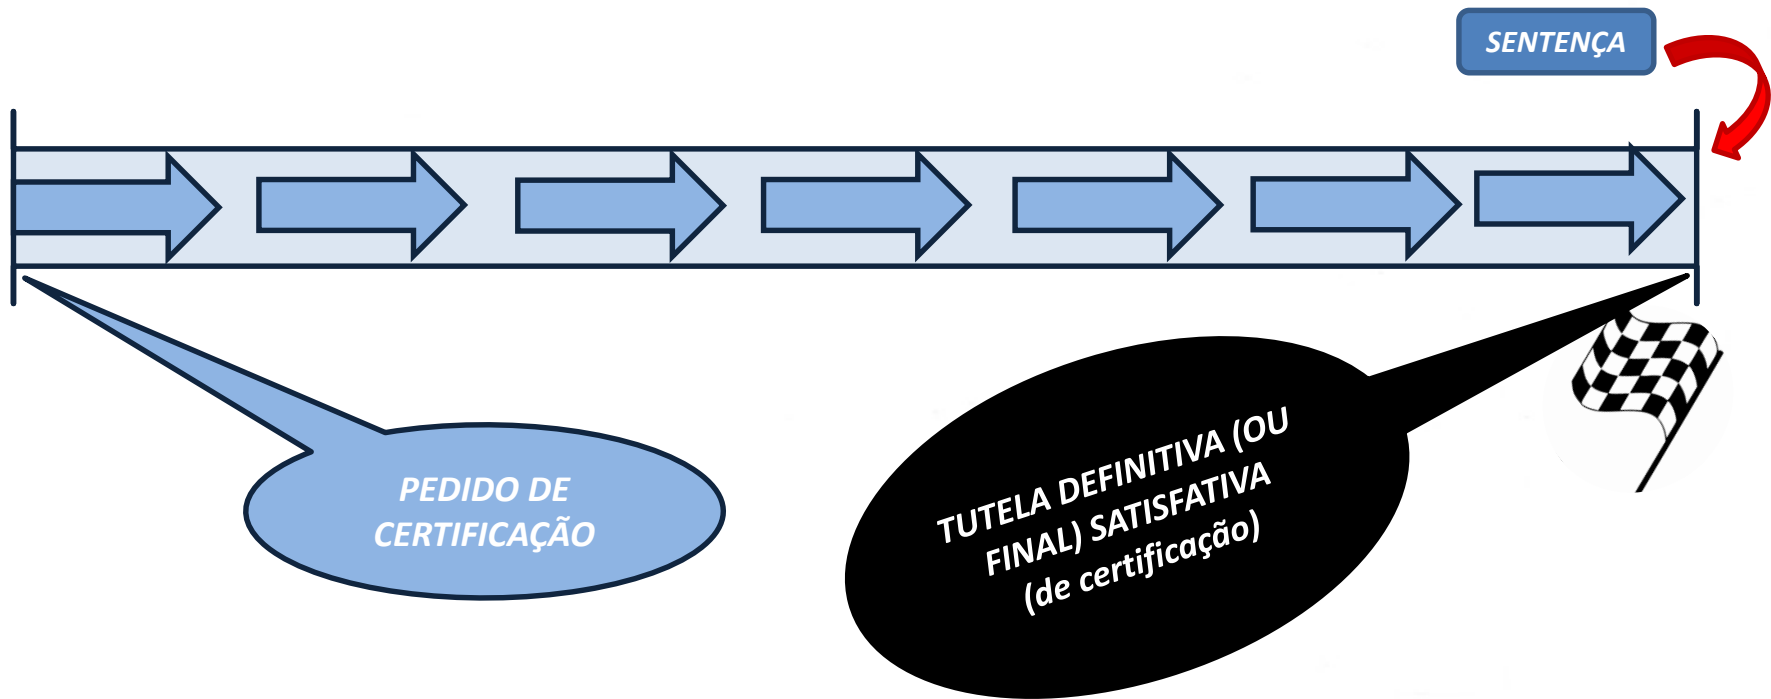 SENTENÇA
PEDIDO DE
CERTIFICAÇÃO
TUTELA DEFINITIVA (OU
FINAL) SATISFATIVA
(de certificação)